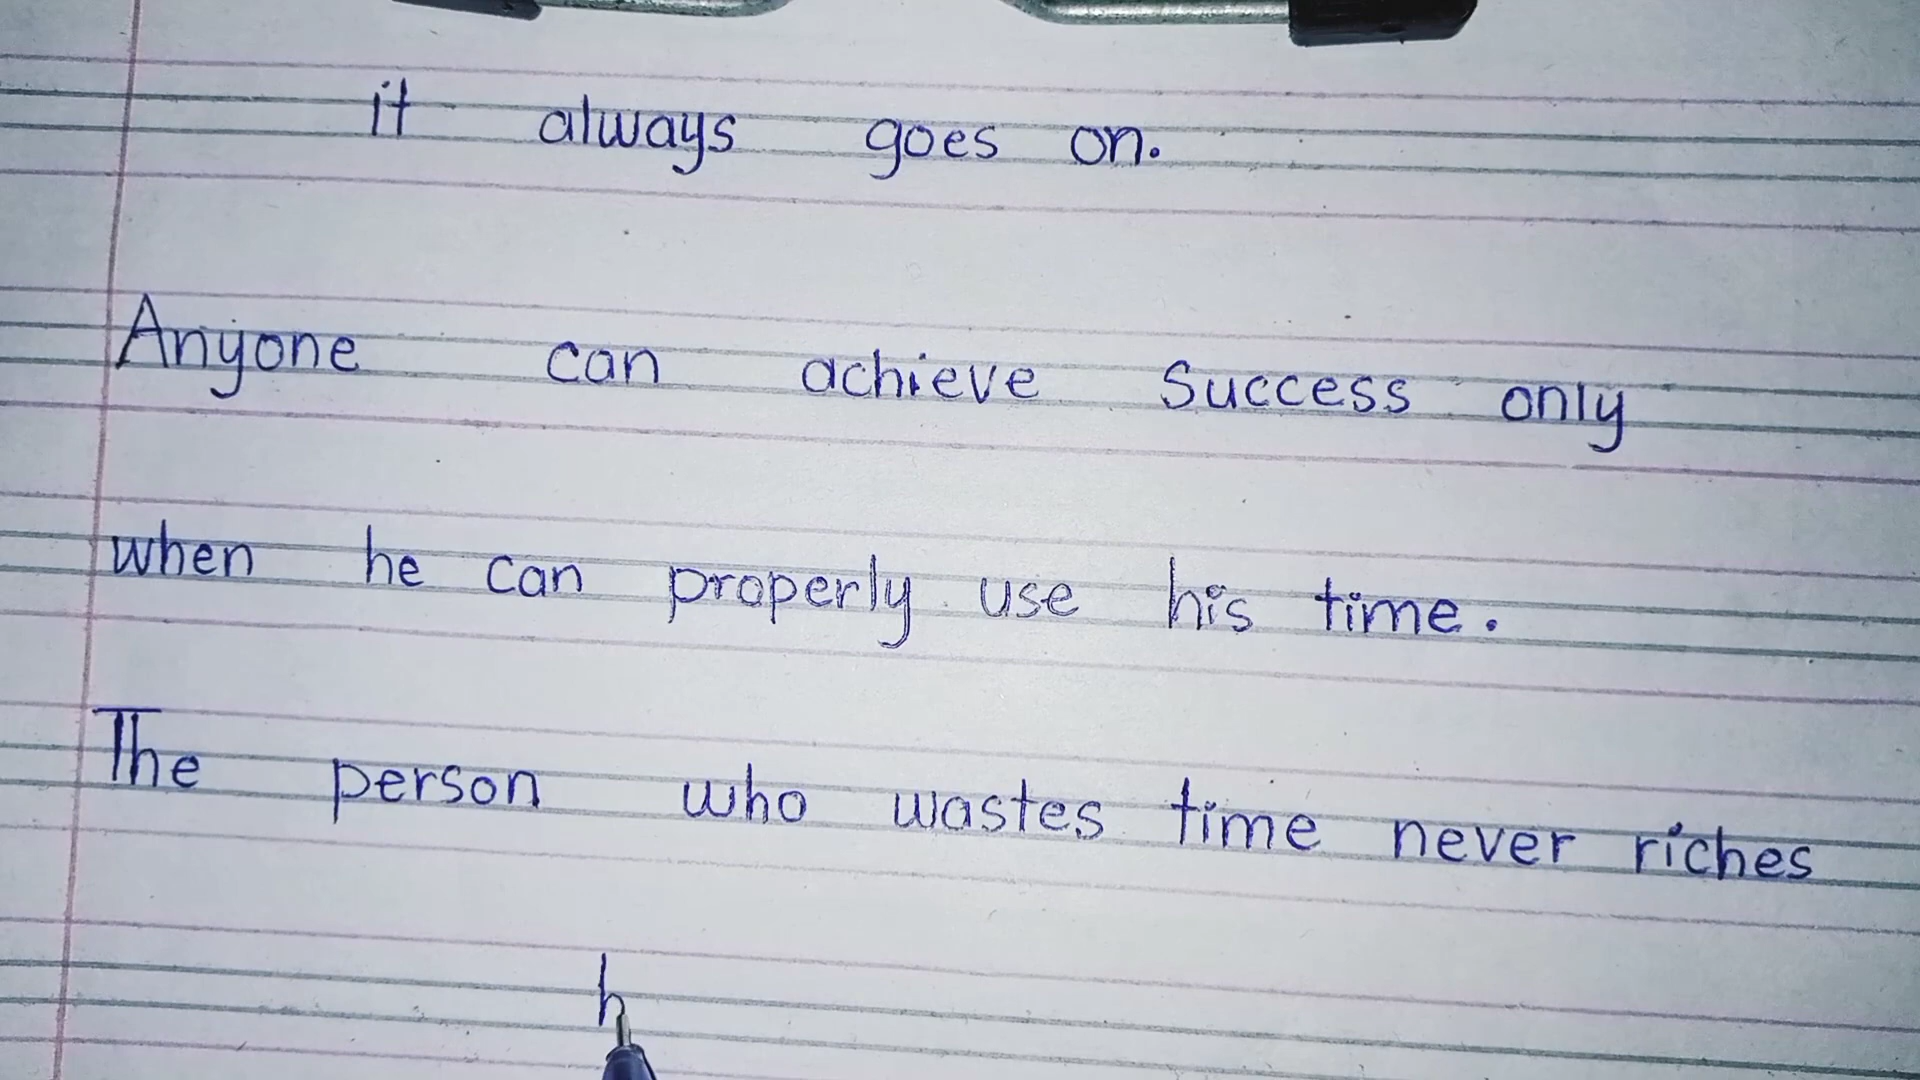 it always goes on.
Anyone can achieve success only
when he can properly use his time.
The person who wastes time never riches
h